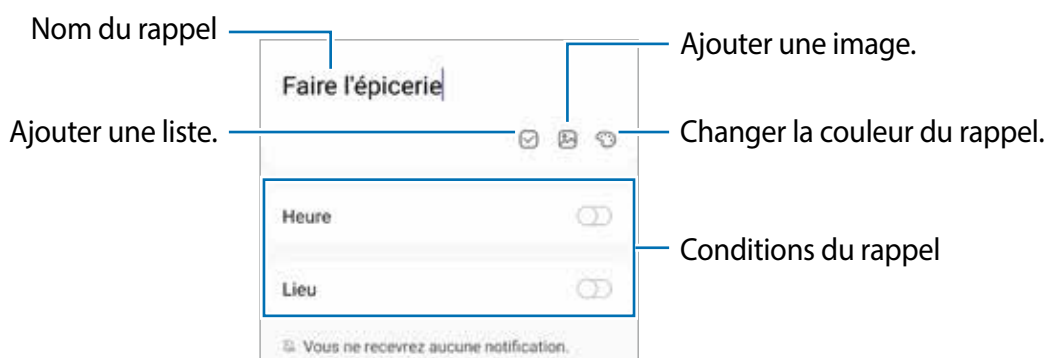 Nom du rappel
Ajouter une image.
Faire l'épicerie
Ajouter une liste.
Changer la couleur du rappel.
Heure
Conditions du rappel
Lieu
Vous ne recevrez aucune notification.